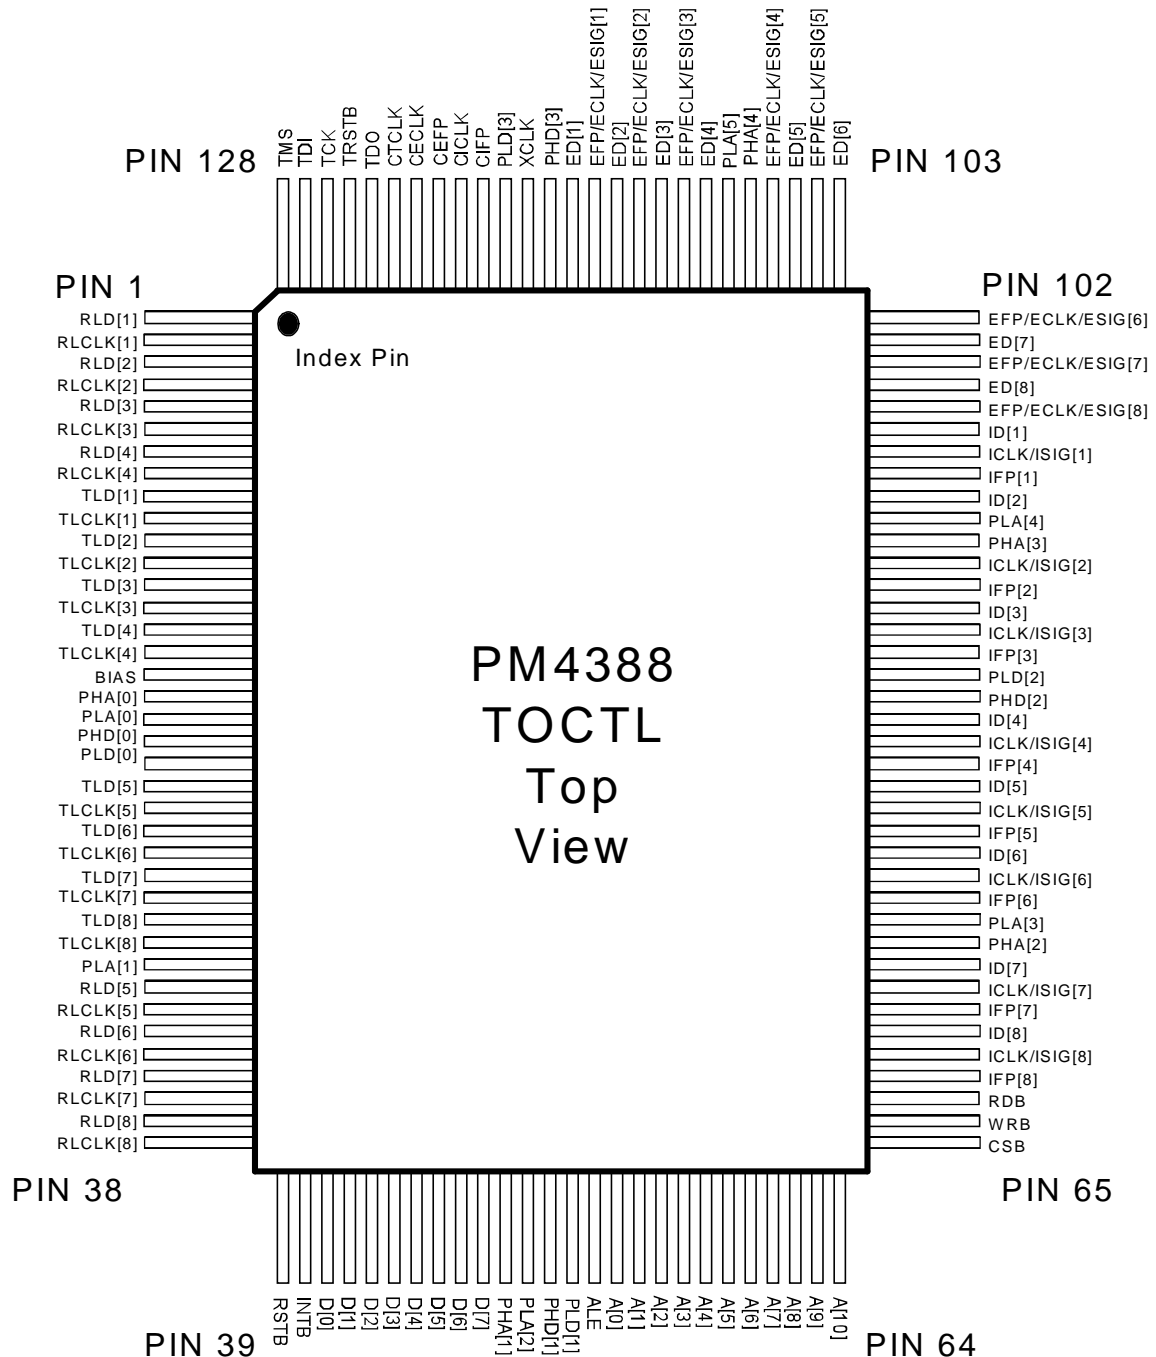 TMS
TDI
TCK
TRSTB
TDO
CTCLK
CECLK
CEFP
CICLK
CIFP
PLD[3]
XCLK
PHD[3]
ED[1]
EFP/ECLK/ESIG[1]
ED[2]
EFP/ECLK/ESIG[2]
ED[3]
EFP/ECLK/ESIG[3]
ED[4]
PLA[5]
PHA[4]
EFP/ECLK/ESIG[4]
ED[5]
EFP/ECLK/ESIG[5]
ED[6]
PIN 128
PIN 103
PIN 1
PIN 102
RLD[1]
RLCLK[1]
RLD[2]
RLCLK[2]
RLD[3]
RLCLK[3]
RLD[4]
RLCLK[4]
TLD[1]
TLCLK[1]
TLD[2]
TLCLK[2]
TLD[3]
TLCLK[3]
TLD[4]
TLCLK[4]
BIAS
PHA[0]
PLA[0]
PHD[0]
PLD[0]
TLD[5]
TLCLK[5]
TLD[6]
TLCLK[6]
TLD[7]
TLCLK[7]
TLD[8]
TLCLK[8]
PLA[1]
RLD[5]
RLCLK[5]
RLD[6]
RLCLK[6]
RLD[7]
RLCLK[7]
RLD[8]
RLCLK[8]
Index Pin
PM4388
TOCTL
Top
View
EFP/ECLK/ESIG[6]
ED[7]
EFP/ECLK/ESIG[7]
ED[8]
EFP/ECLK/ESIG[8]
ID[1]
ICLK/ISIG[1]
IFP[1]
ID[2]
PLA[4]
PHA[3]
ICLK/ISIG[2]
IFP[2]
ID[3]
ICLK/ISIG[3]
IFP[3]
PLD[2]
PHD[2]
ID[4]
ICLK/ISIG[4]
IFP[4]
ID[5]
ICLK/ISIG[5]
IFP[5]
ID[6]
ICLK/ISIG[6]
IFP[6]
PLA[3]
PHA[2]
ID[7]
ICLK/ISIG[7]
IFP[7]
ID[8]
ICLK/ISIG[8]
IFP[8]
RDB
WRB
CSB
PIN 38
PIN 65
RSTB
INTB
D[0]
D[1]
D[2]
D[3]
D[4]
D[5]
D[6]
D[7]
PHA[1]
PLA[2]
PHD[1]
PLD[1]
ALE
A[0]
A[1]
A[2]
A[3]
A[4]
A[5]
A[6]
A[7]
A[8]
A[9]
A[10]
PIN 39
PIN 64